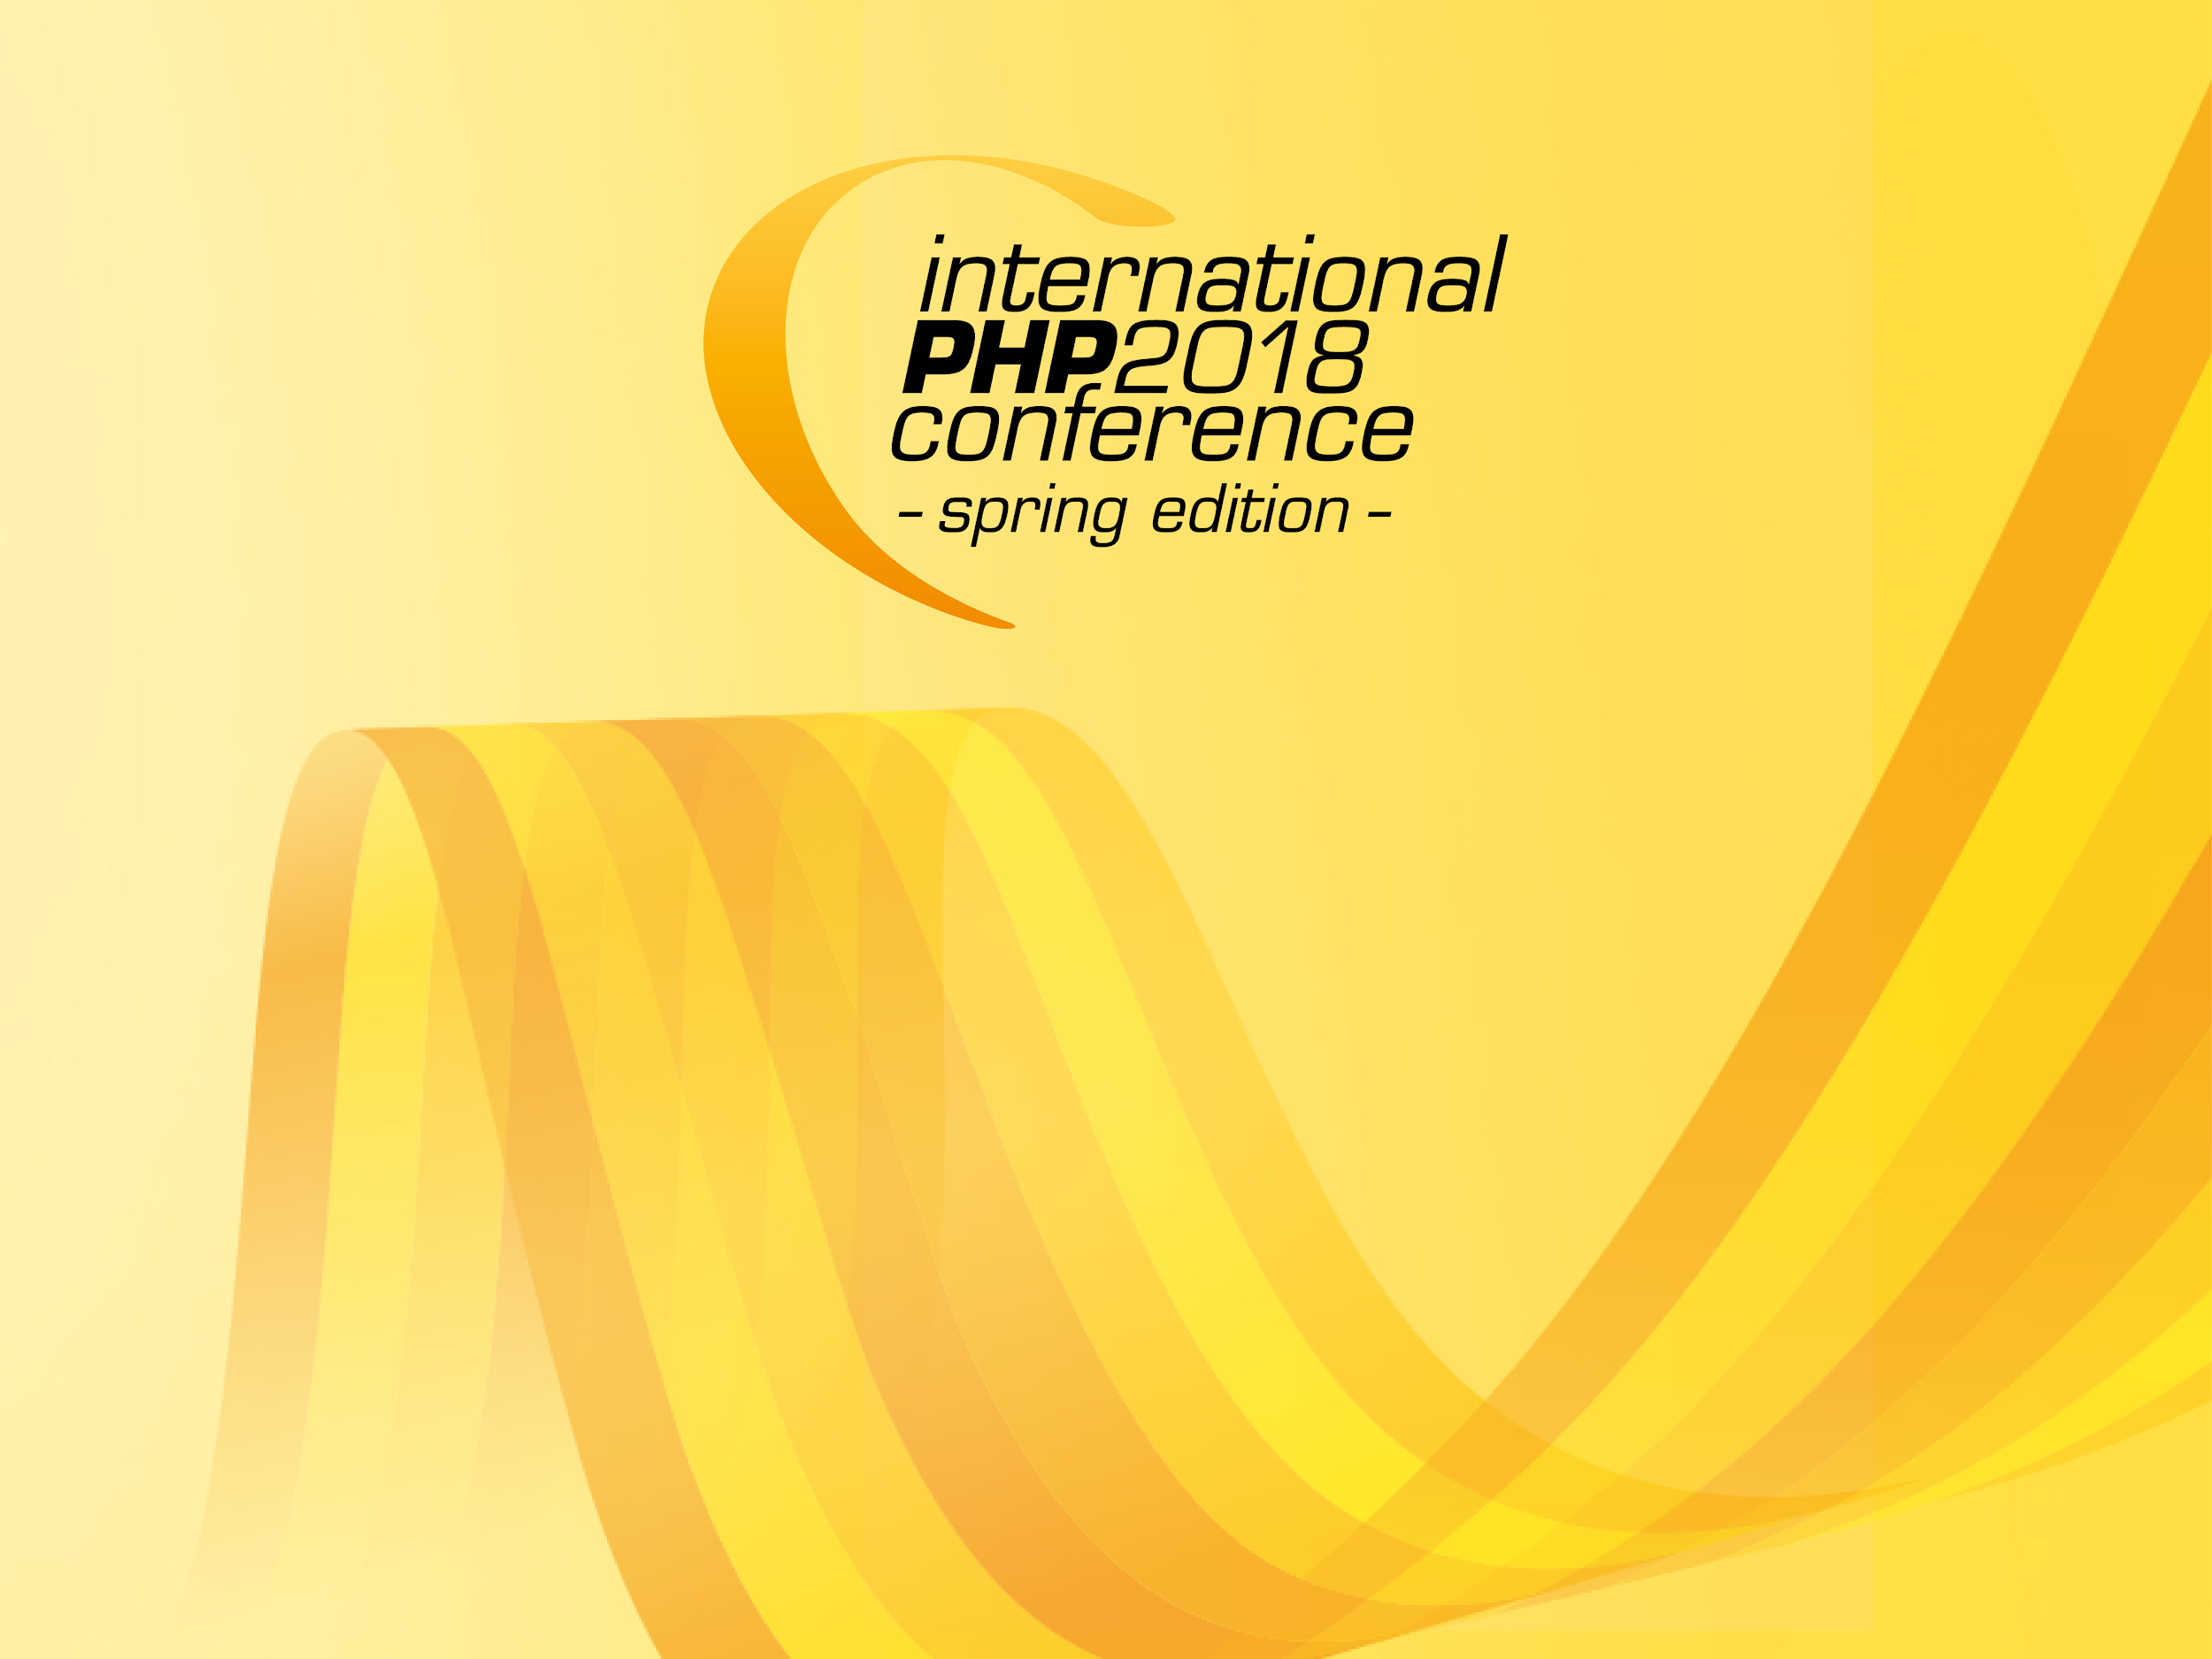 international
PHP2018
conference
– spring edition –